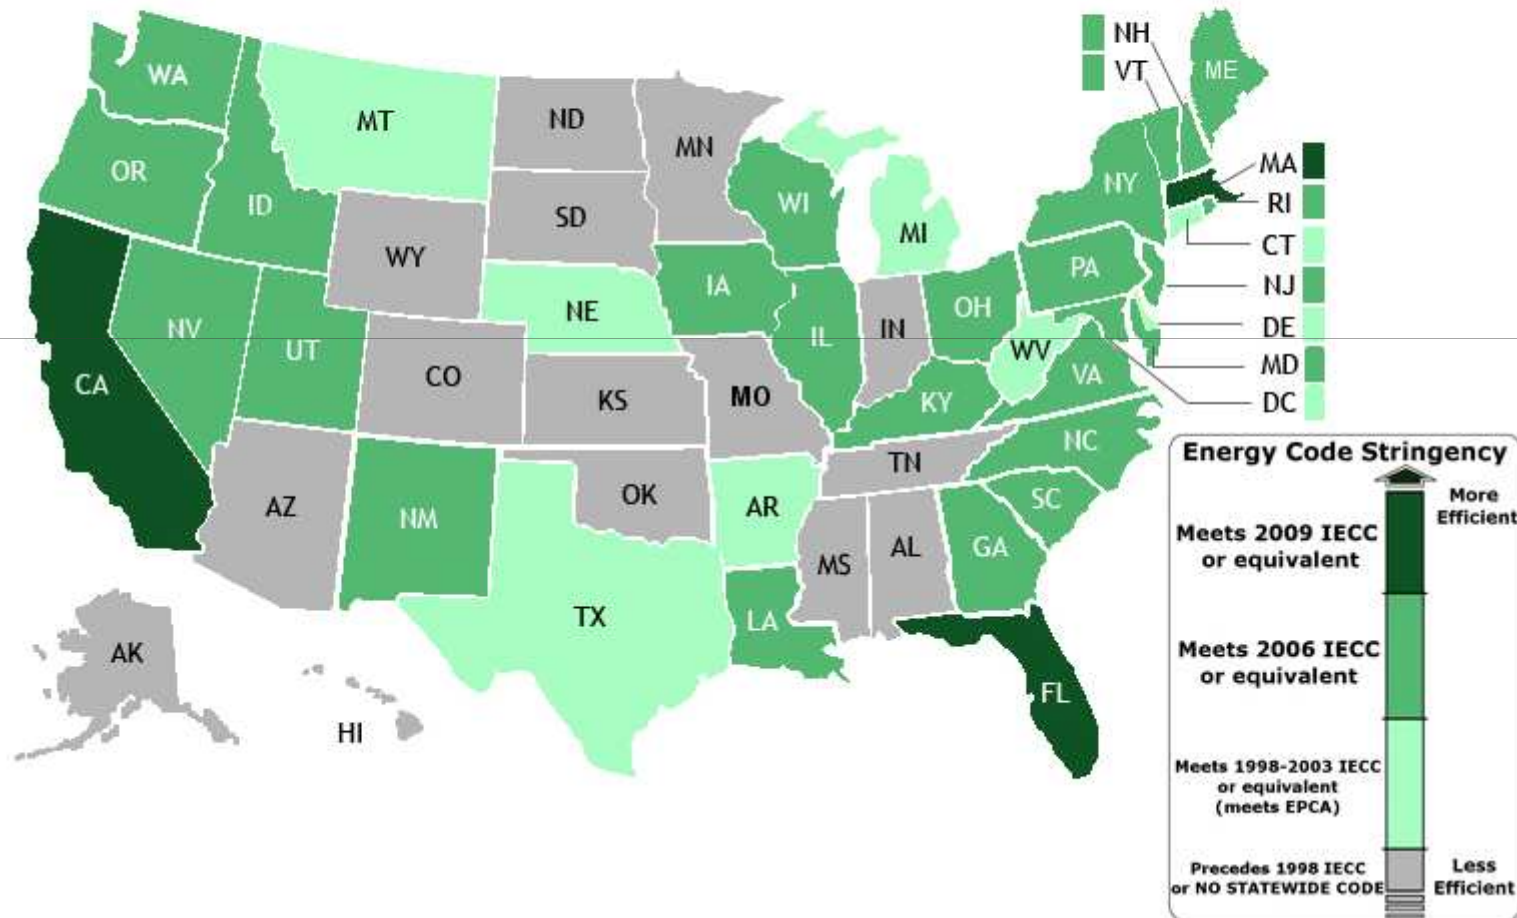 NH
WA
ME
VT
MT
ND
MN
OR
MA
NY
WI
ID
RI
SD
MI
CT
WY
PA
IA
NJ
NE
OH
DE
NV
IN
IL
UT
WV
MD
CO
VA
CA
MO
KS
KY
DC
NC
TN
OK
AZ
AR
NM
SC
AL
GA
MS
TX
LA
AK
FL
HI
Energy Code Stringency
More
Efficient
Meets 2009 IECC
or equivalent
Meets 2006 IECC
or equivalent
Meets 1998-2003 IECC
or equivalent
(meets EPCA)
Precedes 1998 IECC
or NO STATEWIDE CODE
Less
Efficient